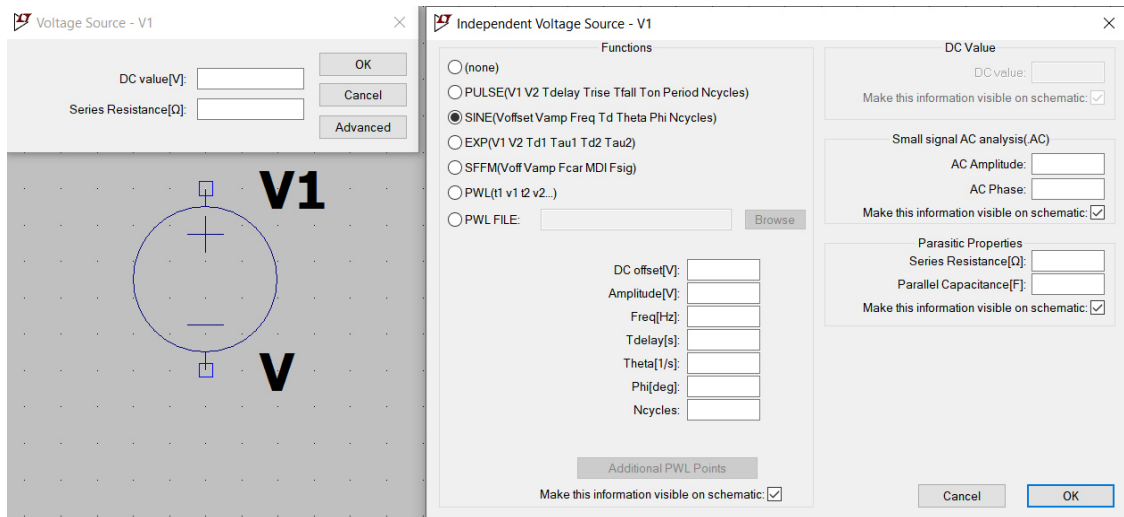 Voltage Source - V1
DC value[V]:
Series Resistance[Ω]:
OK
Cancel
Advanced
V1
V
Independent Voltage Source - V1
Functions
(none)
PULSE(V1 V2 Tdelay Trise Tfall Ton Period Ncycles)
SINE(Voffset Vamp Freq Td Theta Phi Ncycles)
EXP(V1 V2 Td1 Tau1 Td2 Tau2)
SFFM(Voff Vamp Fcar MDI Fsig)
PWL(t1 v1 t2 v2...)
PWL FILE:
Browse
DC offset[V]:
Amplitude[V]:
Freq[Hz]:
Tdelay[s]:
Theta[1/s]:
Phi[deg]:
Ncycles:
Additional PWL Points
Make this information visible on schematic:
DC Value
DC value:
Make this information visible on schematic:
Small signal AC analysis(.AC)
AC Amplitude:
AC Phase:
Make this information visible on schematic:
Parasitic Properties
Series Resistance[Ω]:
Parallel Capacitance[F]:
Make this information visible on schematic:
Cancel
OK